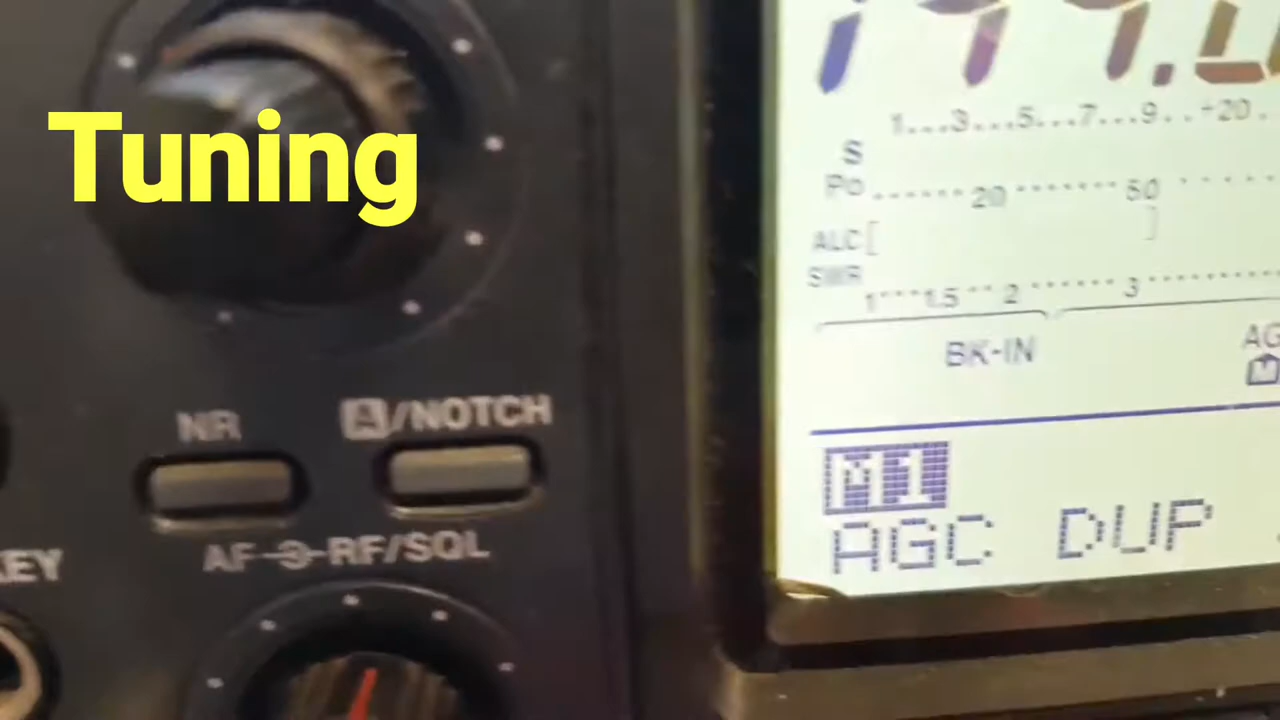 Tuning
NR
A/NOTCH
AF RF/SQL
KEY
1...3...5...7...9..+20.
S
Po 20 50
ALC
SWR
1 1.5 2 3
BK-IN
M1
AGC DUP